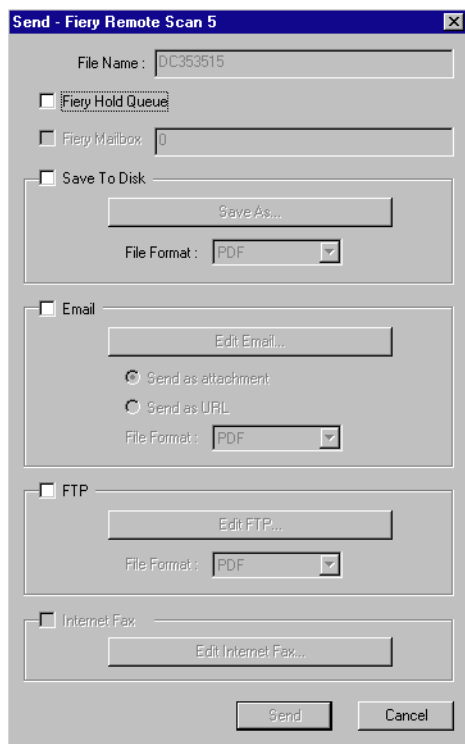 Send - Fiery Remote Scan 5
File Name : DC353515
Fiery Hold Queue
Fiery Mailbox 0
Save To Disk
Save As...
File Format : PDF
Email
Edit Email...
Send as attachment
Send as URL
File Format : PDF
FTP
Edit FTP...
File Format : PDF
Internet Fax
Edit Internet Fax...
Send Cancel